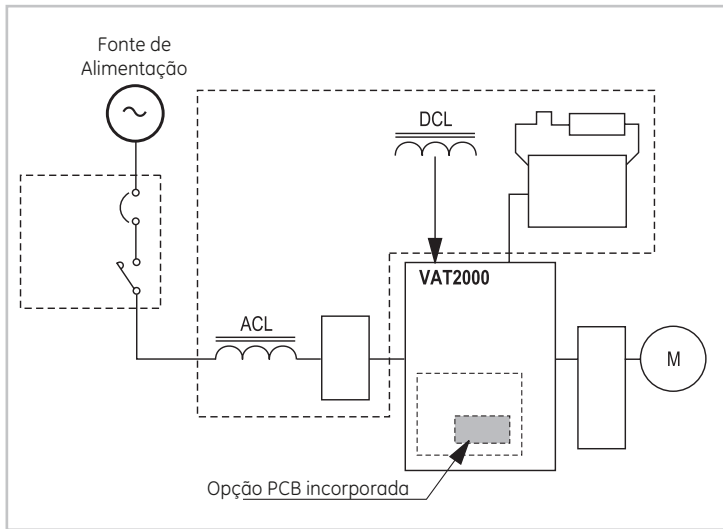 Fonte de
Alimentação
DCL
VAT2000
ACL
M
Opção PCB incorporada